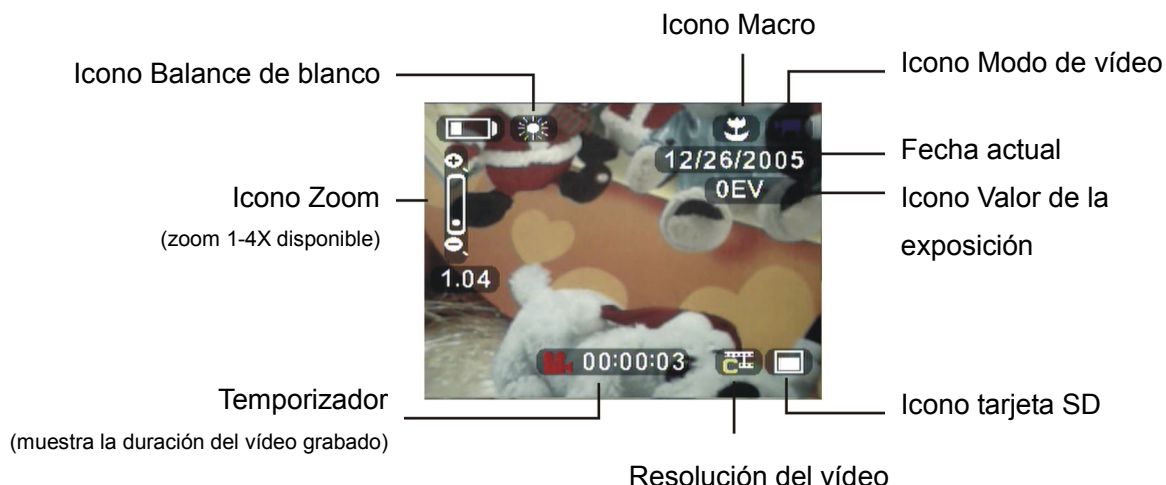 Icono Macro
Icono Balance de blanco
Icono Modo de vídeo
12/26/2005
Fecha actual
0EV
Icono Zoom
(zoom 1-4X disponible)
Icono Valor de la
exposición
1.04
00:00:03
C
Temporizador
(muestra la duración del vídeo grabado)
Icono tarjeta SD
Resolución del vídeo